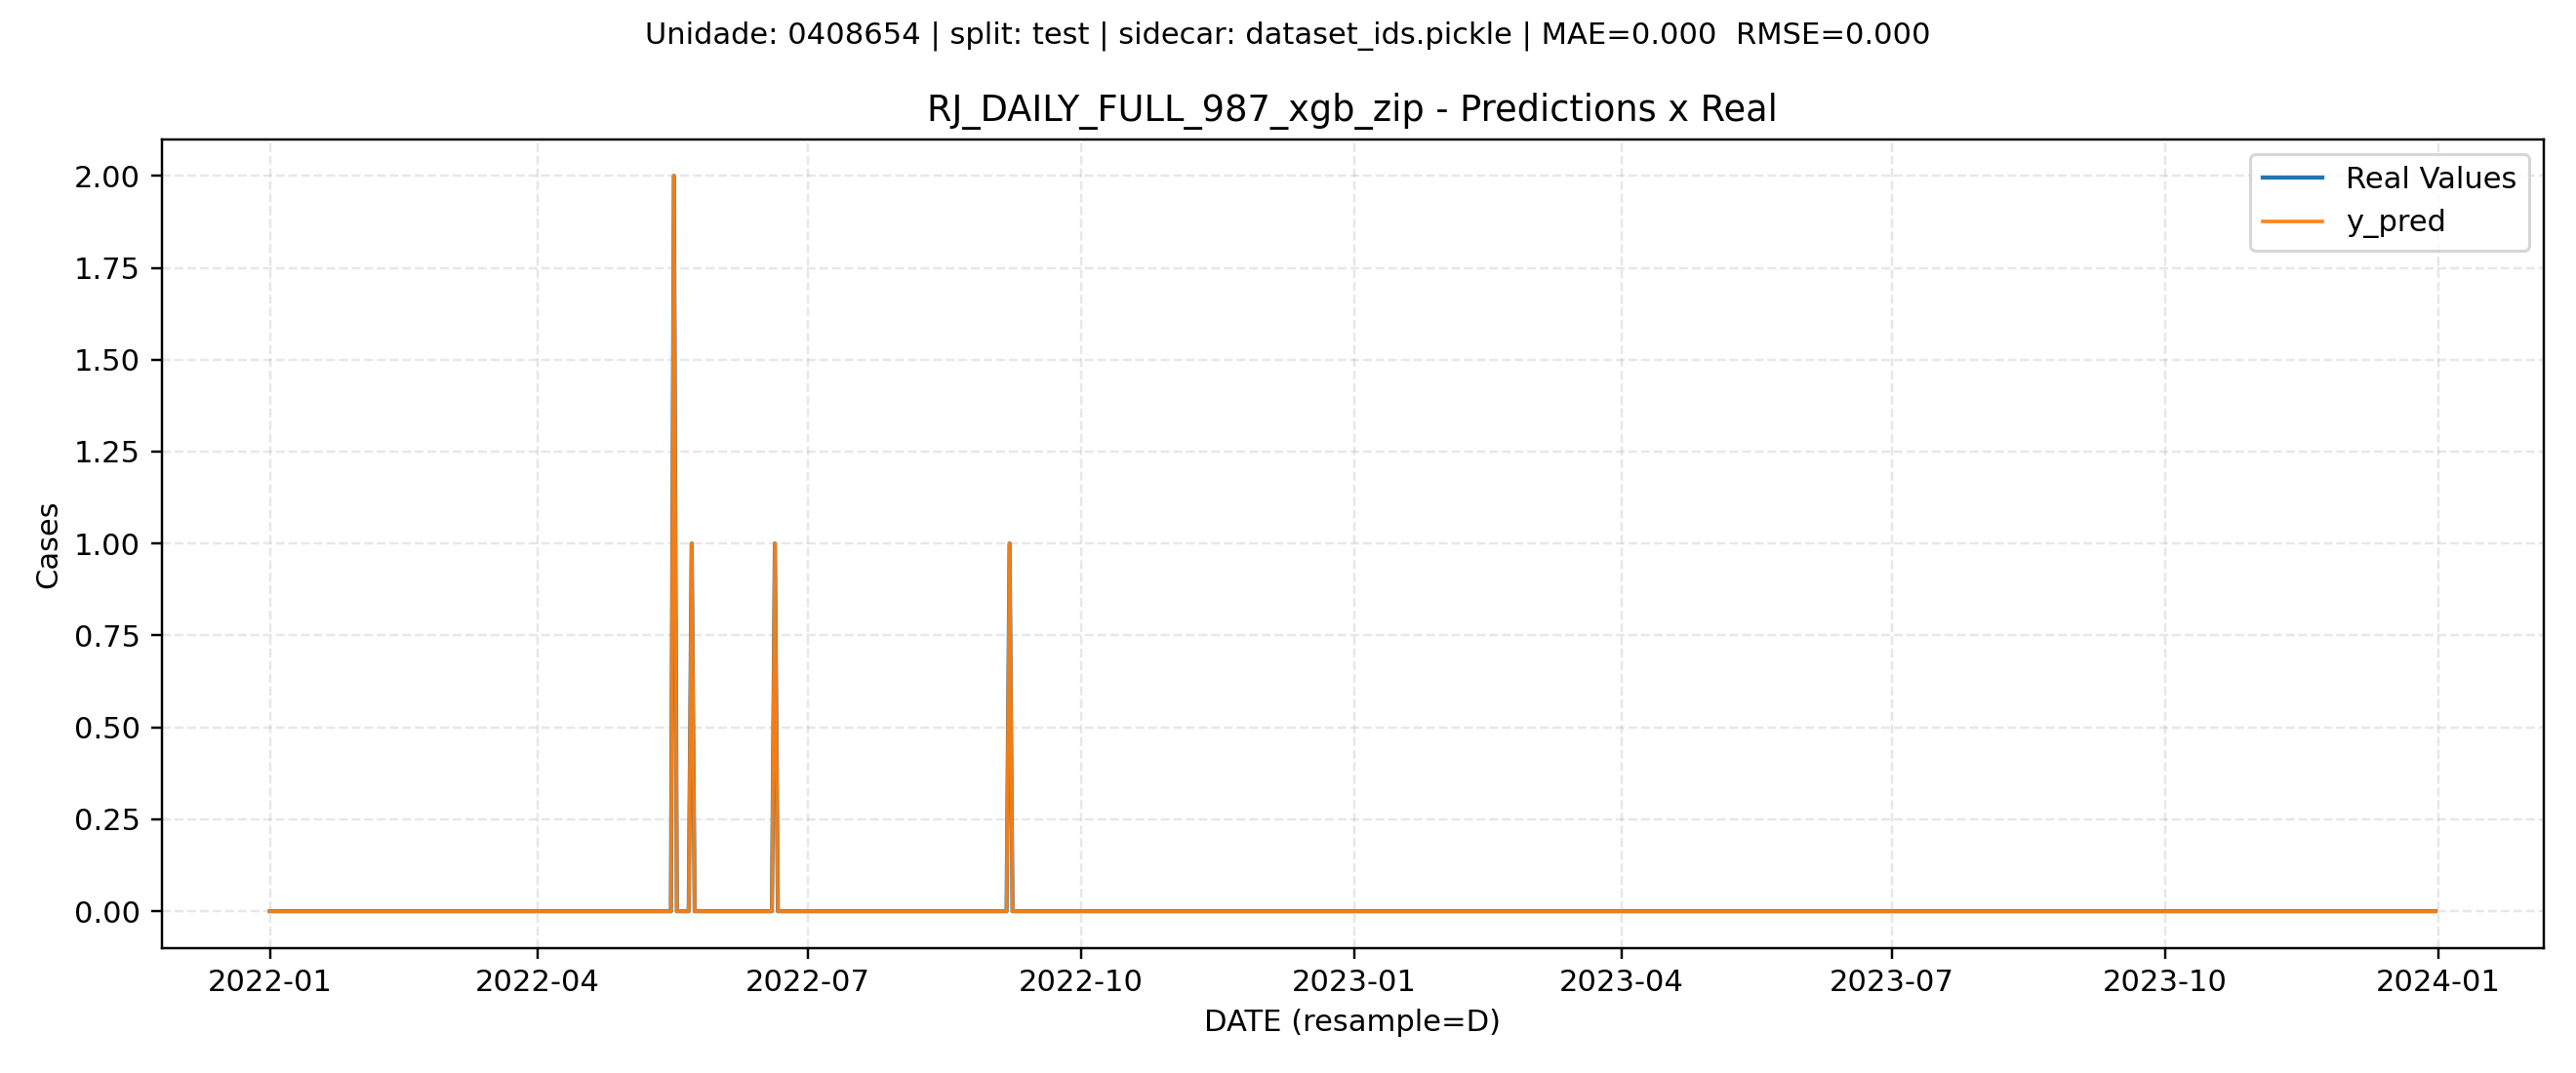 Unidade: 0408654 | split: test | sidecar: dataset_ids.pickle | MAE=0.000  RMSE=0.000
RJ_DAILY_FULL_987_xgb_zip - Predictions x Real
Real Values
y_pred
2.00
1.75
1.50
1.25
1.00
0.75
0.50
0.25
0.00
Cases
2022-01 2022-04 2022-07 2022-10 2023-01 2023-04 2023-07 2023-10 2024-01
DATE (resample=D)